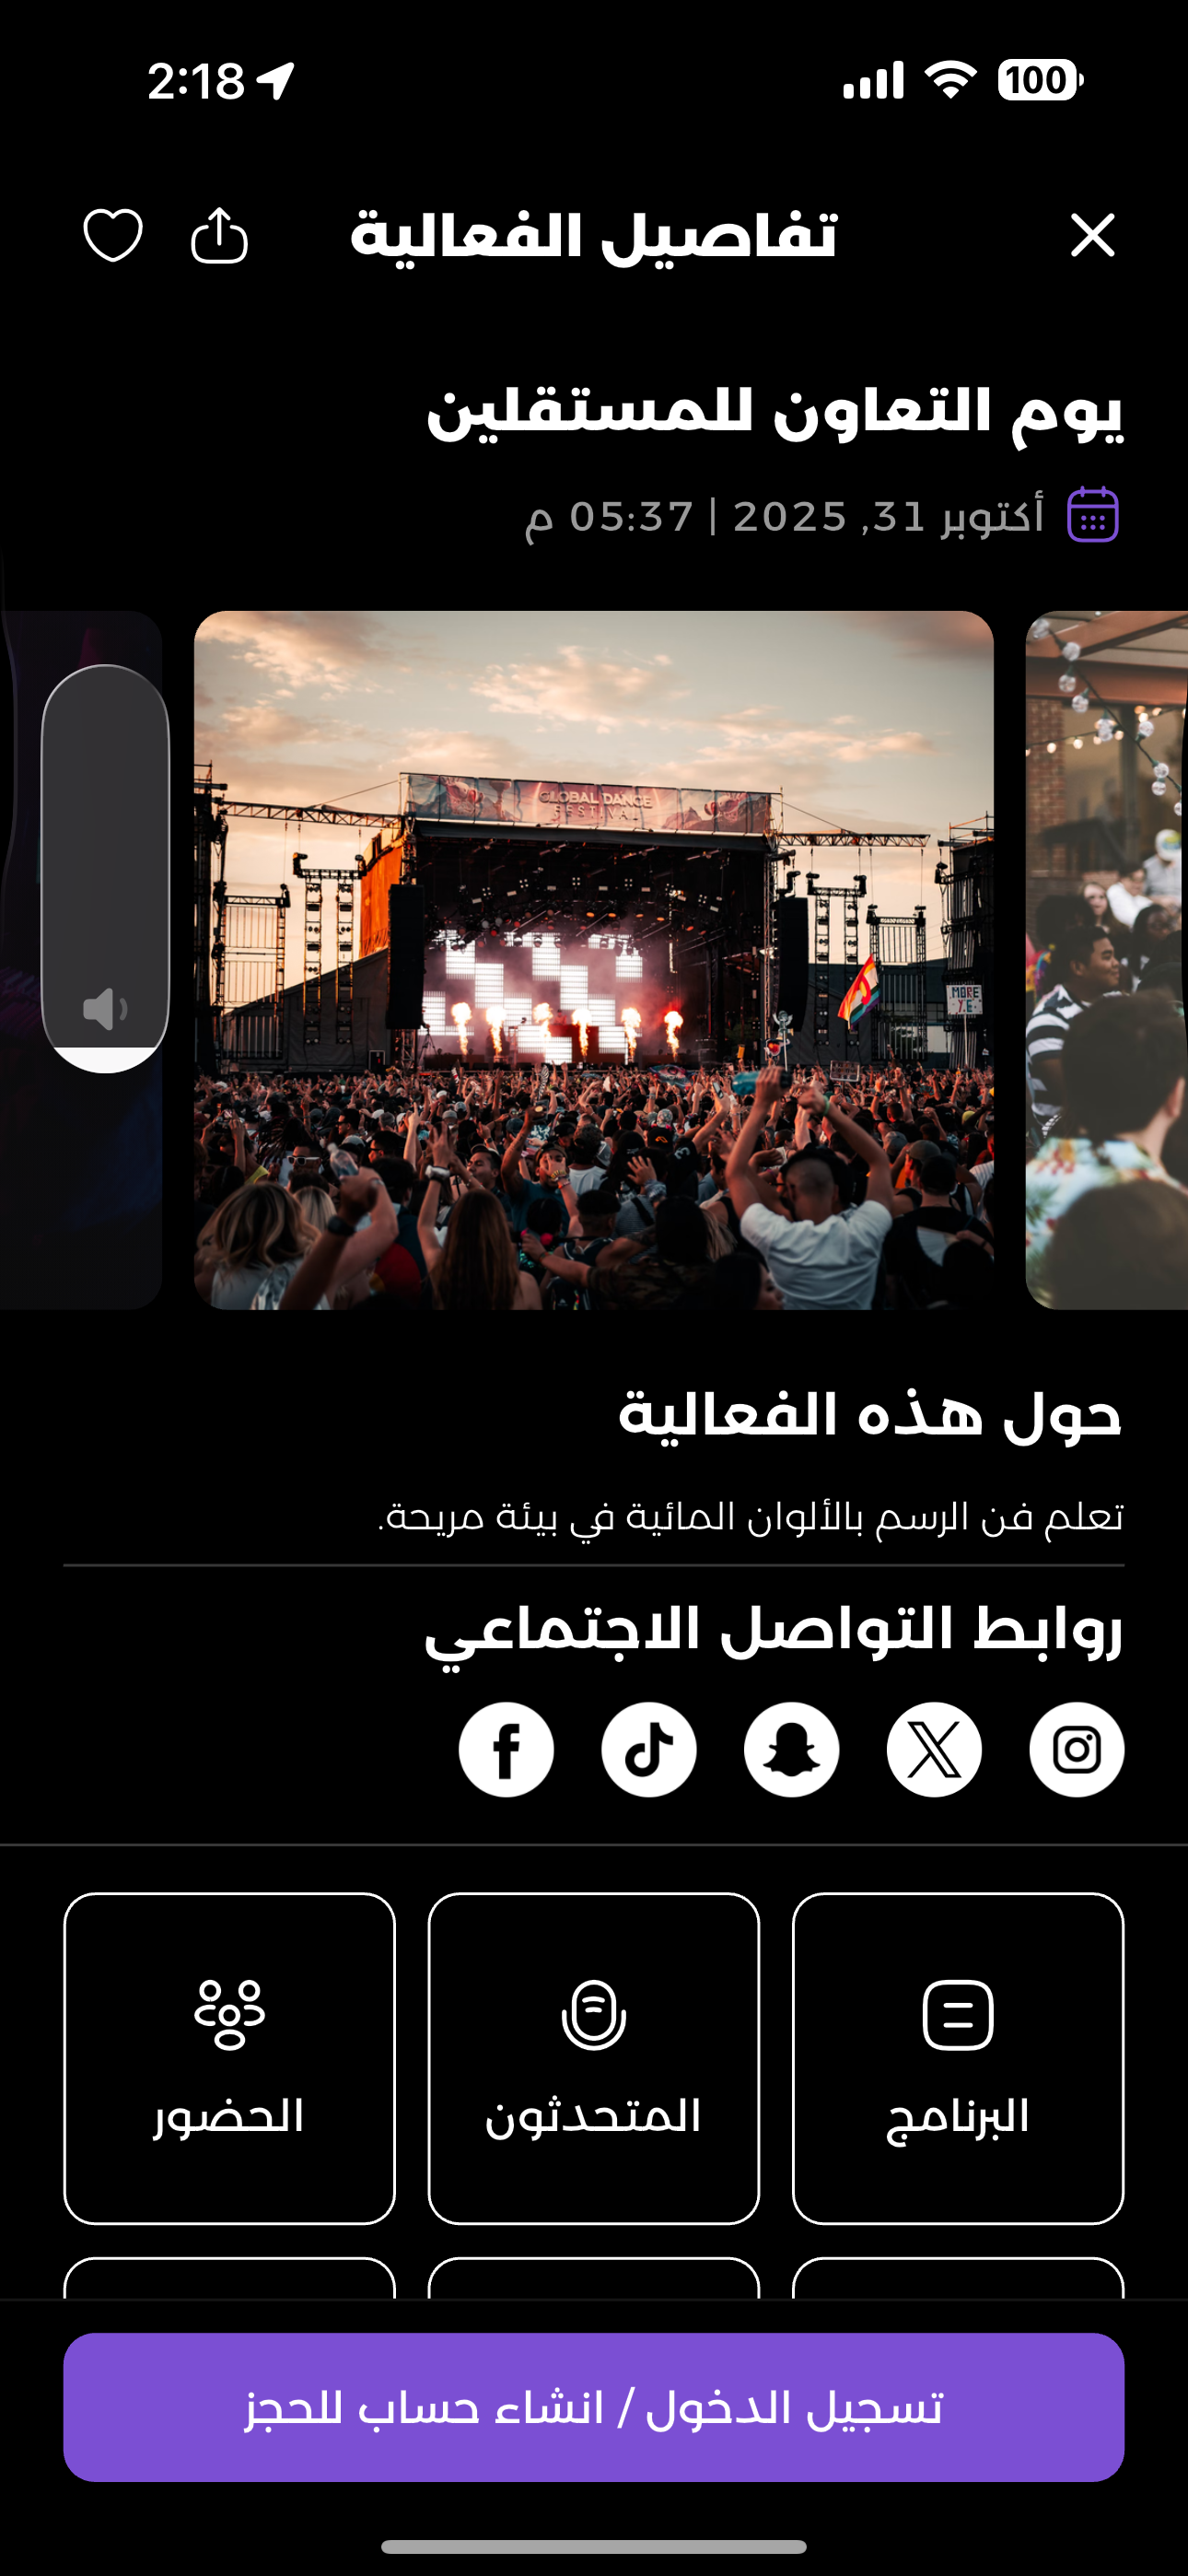 2:18
100
تفاصيل الفعالية
يوم التعاون للمستقلين
أكتوبر 31, 2025 | 05:37 م
GLOBAL DANCE
FESTIVAL
MORE
حول هذه الفعالية
تعلم فن الرسم بالألوان المائية في بيئة مريحة.
روابط التواصل الاجتماعي
البرنامج
المتحدثون
الحضور
تسجيل الدخول / انشاء حساب للحجز